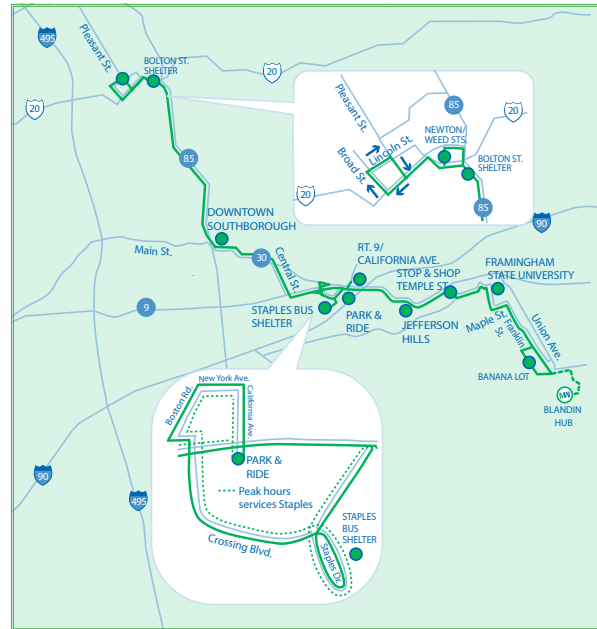 495
Pleasant St.
BOLTON ST.
SHELTER
20
20
85
Pleasant St.
85
20
Lincoln St.
NEWTON/
WEED STS.
Broad St.
BOLTON ST.
SHELTER
20
85
90
DOWNTOWN
SOUTHBOROUGH
Main St.
30
Central St.
RT. 9/
CALIFORNIA AVE.
STOP & SHOP
TEMPLE ST.
FRAMINGHAM
STATE UNIVERSITY
9
STAPLES BUS
SHELTER
PARK &
RIDE
JEFFERSON
HILLS
Maple St.
Franklin
St.
Union Ave.
BANANA LOT
BLANDIN
HUB
New York Ave.
Boston Rd.
California Ave.
PARK &
RIDE
Peak hours
services Staples
STAPLES
BUS
SHELTER
Crossing Blvd.
Staples Dr.
90
495